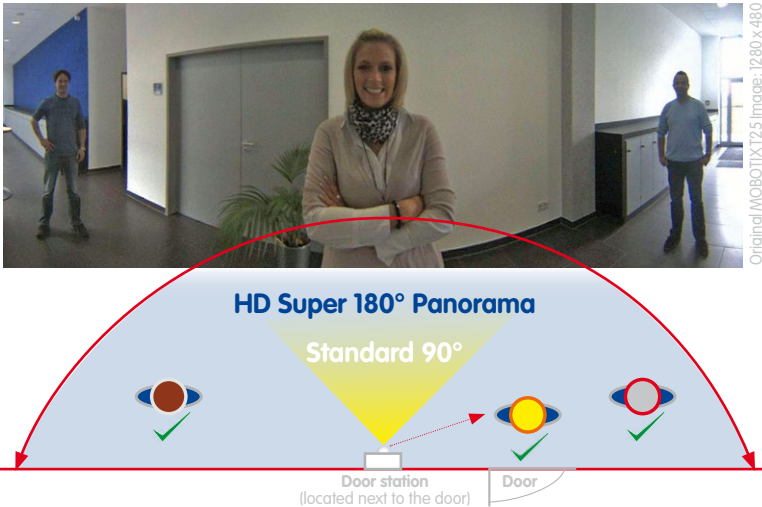 Original MOBOTIX T25 Image: 1280 x 480
HD Super 180° Panorama
Standard 90°
Door station
(located next to the door)
Door